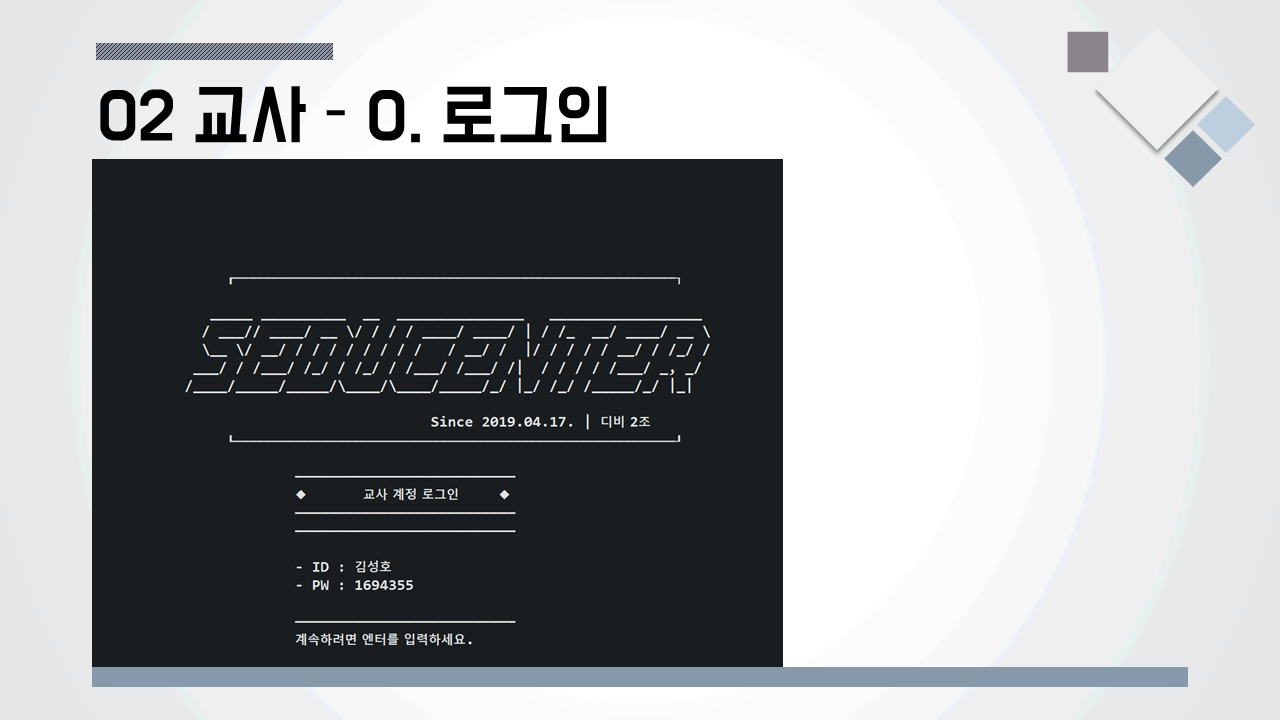 02 교사 - 0. 로그인
SEDUCENTER
Since 2019.04.17. | 디비 2조
◆ 교사 계정 로그인 ◆
- ID : 김성호
- PW : 1694355
계속하려면 엔터를 입력하세요.